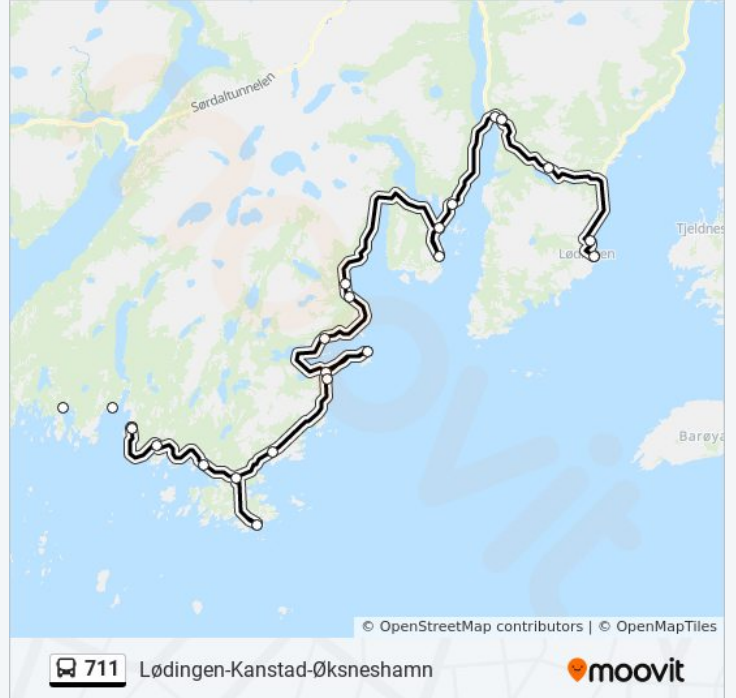 Sørdaltunnelen
Tjeldnes
Lødingen
Barøya
© OpenStreetMap contributors | © OpenMapTiles
711 Lødingen-Kanstad-Øksneshamn
moovit